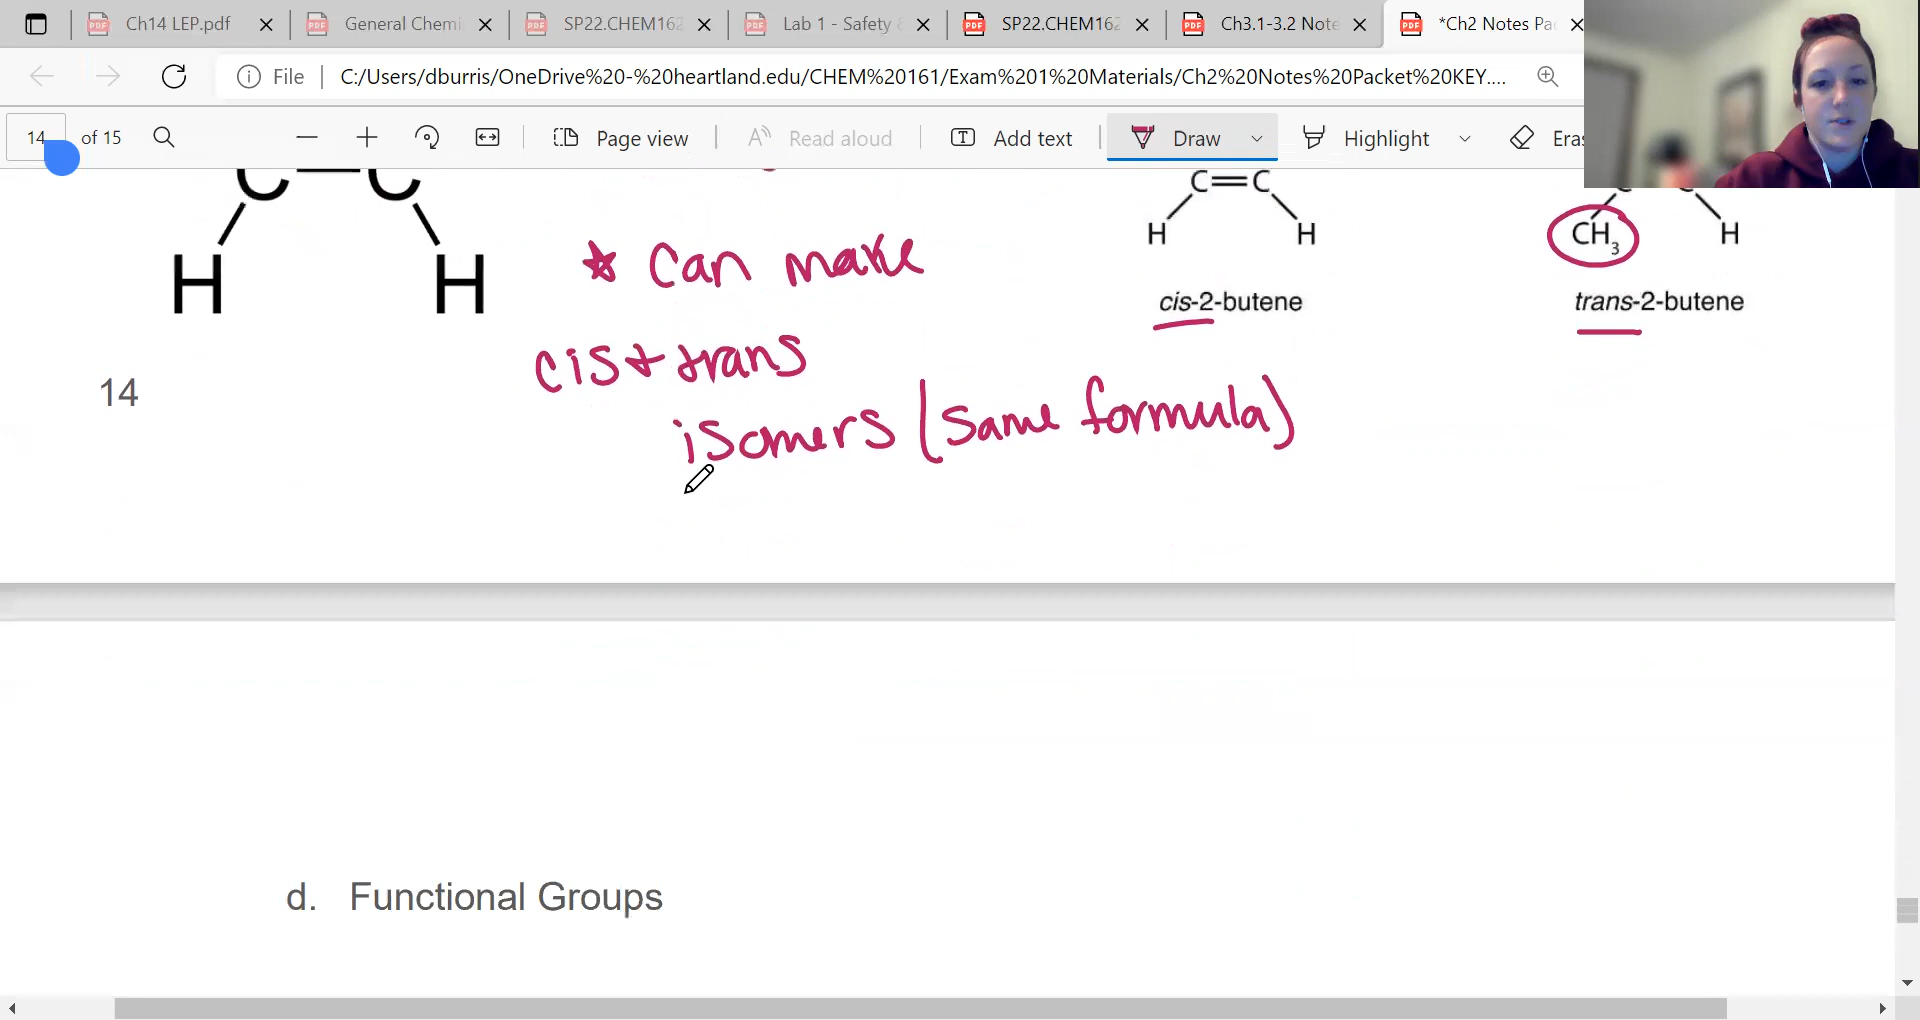 Ch14 LEP.pdf
General Chemi
SP22.CHEM162
Lab 1 - Safety
SP22.CHEM162
Ch3.1-3.2 Note
*Ch2 Notes Pa
File
C:/Users/dburris/OneDrive%20-%20heartland.edu/CHEM%20161/Exam%201%20Materials/Ch2%20Notes%20Packet%20KEY....
14 of 15
Page view
Read aloud
Add text
Draw
Highlight
Eras
C—C
H H
C=C
H H
CH3 H
* Can make
cis-2-butene
trans-2-butene
cis + trans
14
isomers (same formula)
d. Functional Groups